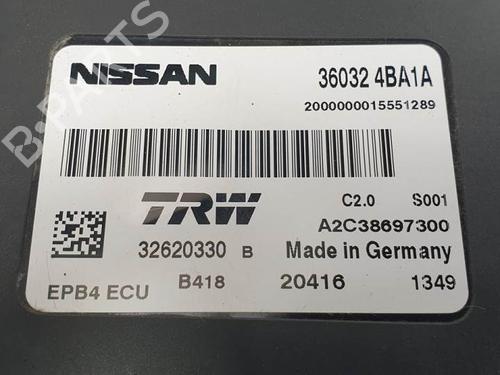 NISSAN 36032 4BA1A
2000000015551289
TRW C2.0 S001
A2C38697300
32620330 B Made in Germany
EPB4 ECU B418 20416 1349
B-PARTS